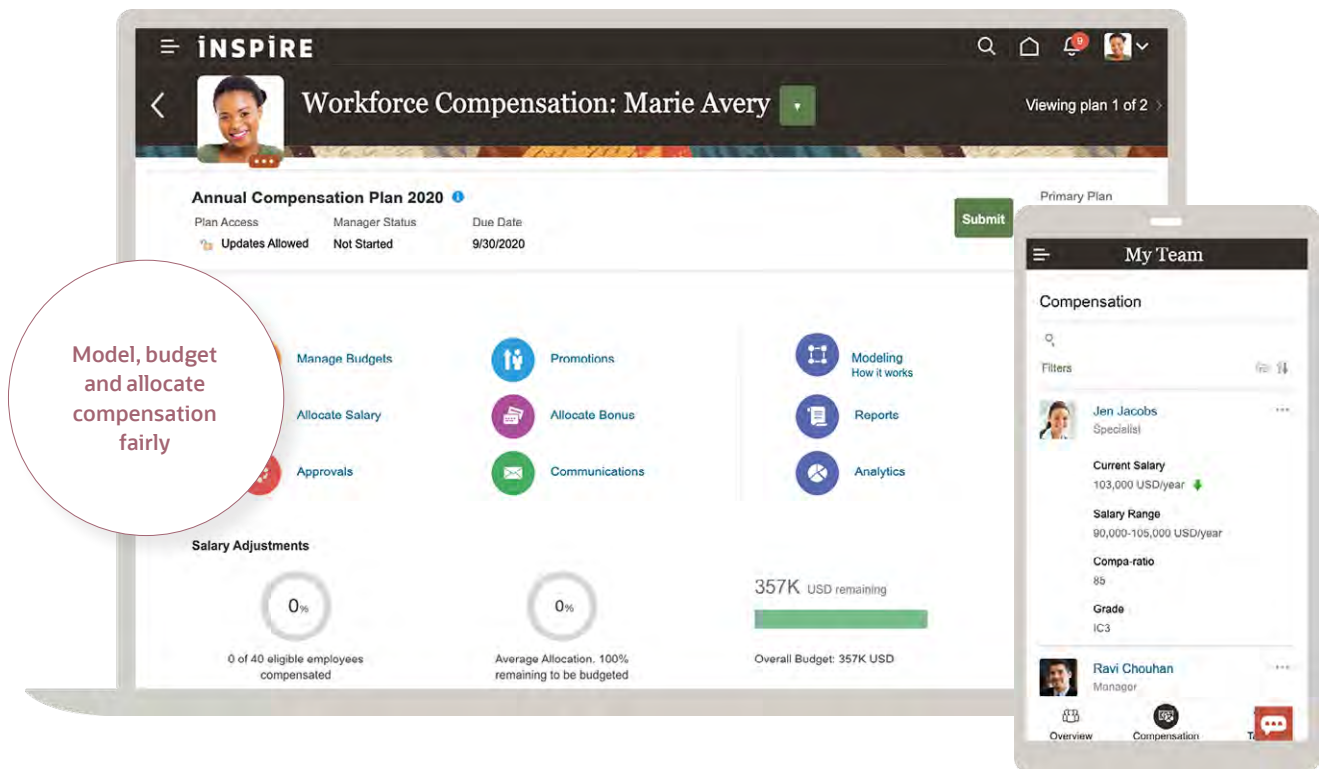 iNSPiRE
9
Workforce Compensation: Marie Avery
Viewing plan 1 of 2
Annual Compensation Plan 2020
Primary Plan
Plan Access
Manager Status
Due Date
Updates Allowed
Not Started
9/30/2020
Submit
Model, budget
and allocate
compensation
fairly
Manage Budgets
Promotions
Modeling
How it works
Allocate Salary
Allocate Bonus
Reports
Approvals
Communications
Analytics
Salary Adjustments
0%
0%
357K USD remaining
0 of 40 eligible employees
compensated
Average Allocation. 100%
remaining to be budgeted
Overall Budget: 357K USD
My Team
Compensation
Filters
Jen Jacobs
Specialist
Current Salary
103,000 USD/year
Salary Range
90,000-105,000 USD/year
Compa-ratio
85
Grade
IC3
Ravi Chouhan
Manager
Overview
Compensation